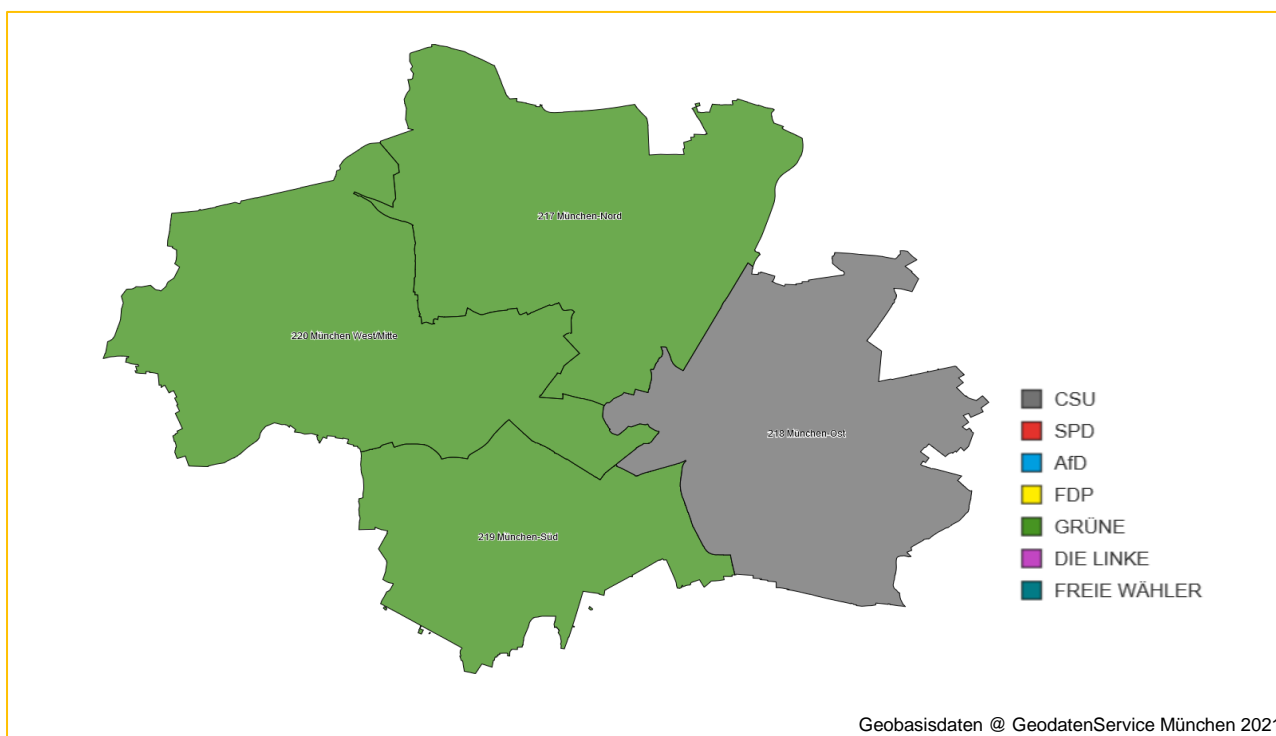 217 München-Nord
220 München West/Mitte
218 München-Ost
219 München-Süd
CSU
SPD
AfD
FDP
GRÜNE
DIE LINKE
FREIE WÄHLER
Geobasisdaten @ GeodatenService München 2021